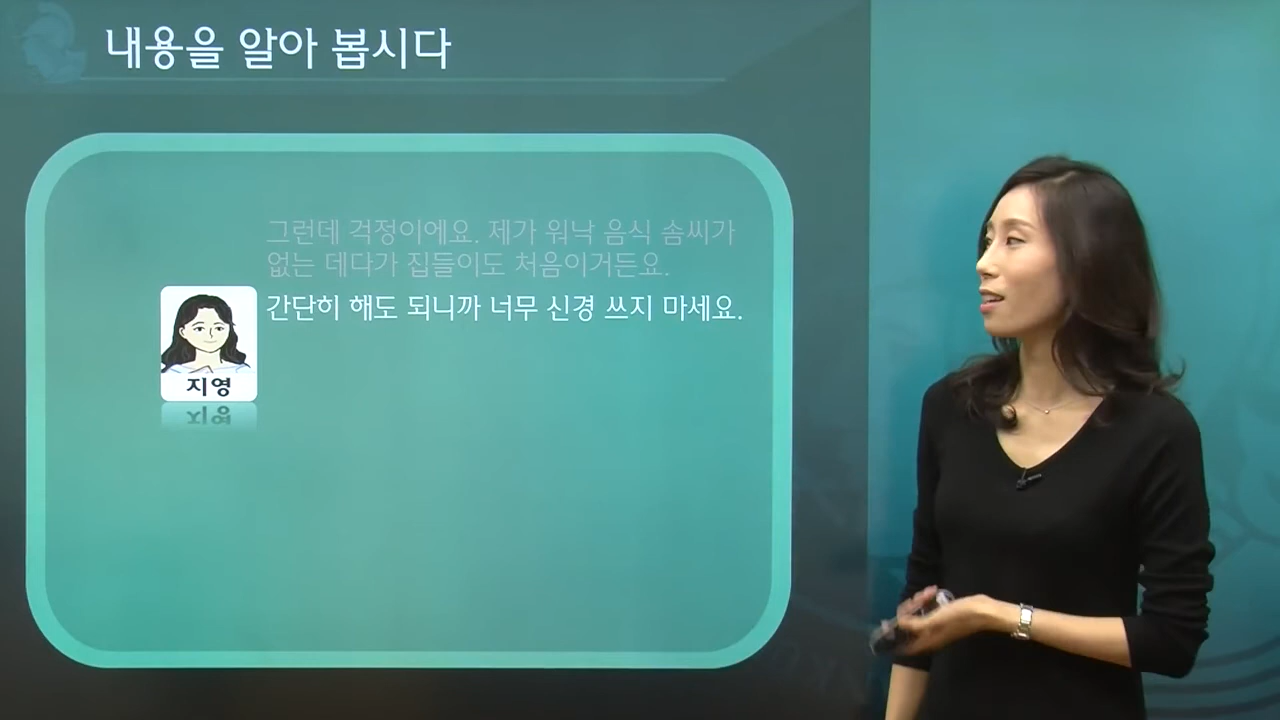 내용을 알아 봅시다
그런데 걱정이에요. 제가 워낙 음식 솜씨가
없는 데다가 집들이도 처음이거든요.
간단히 해도 되니까 너무 신경 쓰지 마세요.
지영